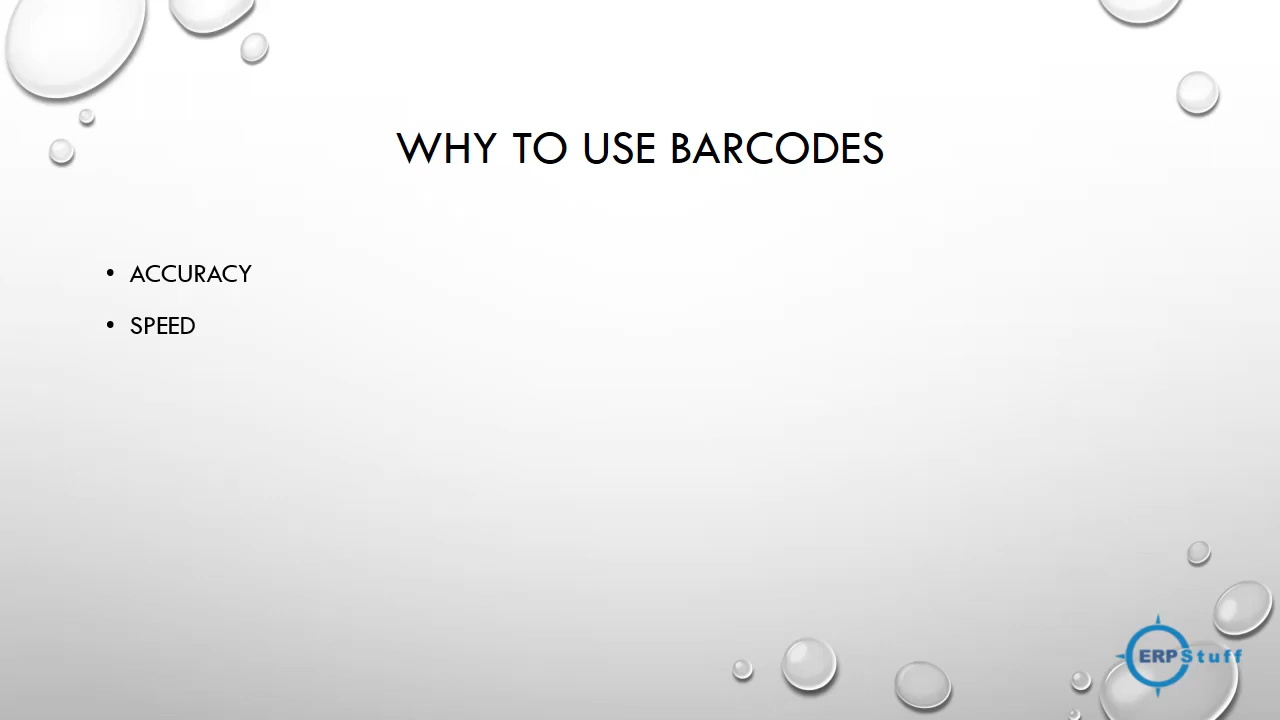 WHY TO USE BARCODES
• ACCURACY
• SPEED
ERPStuff